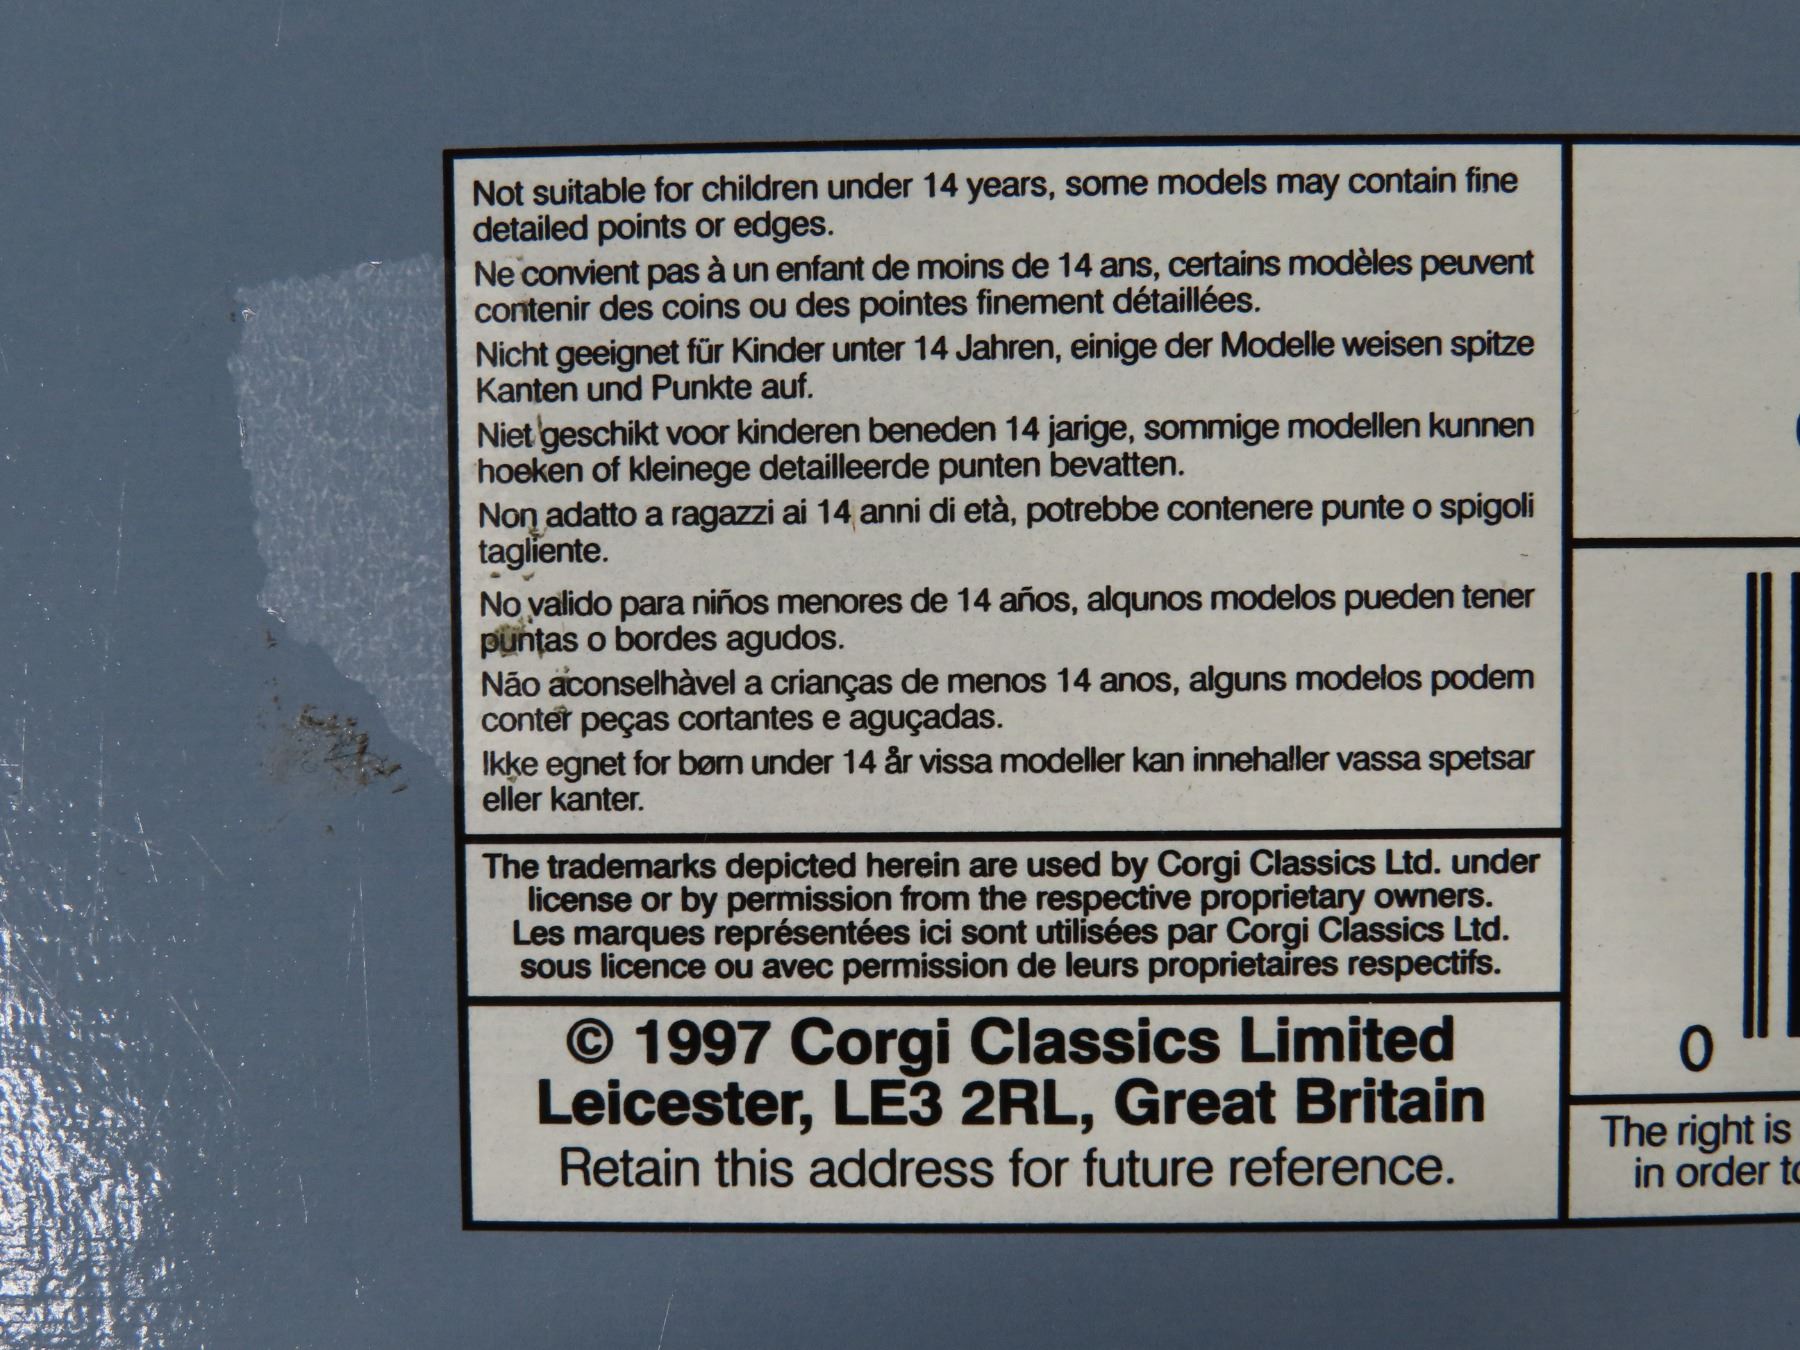 Not suitable for children under 14 years, some models may contain fine
detailed points or edges.
Ne convient pas à un enfant de moins de 14 ans, certains modèles peuvent
contenir des coins ou des pointes finement détaillées.
Nicht geeignet für Kinder unter 14 Jahren, einige der Modelle weisen spitze
Kanten und Punkte auf.
Niet geschikt voor kinderen beneden 14 jarige, sommige modellen kunnen
hoeken of kleinege detailleerde punten bevatten.
Non adatto a ragazzi ai 14 anni di età, potrebbe contenere punte o spigoli
tagliente.
No valido para niños menores de 14 años, alqunos modelos pueden tener
puntas o bordes agudos.
Não aconselhàvel a crianças de menos 14 anos, alguns modelos podem
conter peças cortantes e aguçadas.
Ikke egnet for børn under 14 år vissa modeller kan innehaller vassa spetsar
eller kanter.
The trademarks depicted herein are used by Corgi Classics Ltd. under
license or by permission from the respective proprietary owners.
Les marques représentées ici sont utilisées par Corgi Classics Ltd.
sous licence ou avec permission de leurs proprietaires respectifs.
© 1997 Corgi Classics Limited
Leicester, LE3 2RL, Great Britain
Retain this address for future reference.
0
The right is
in order